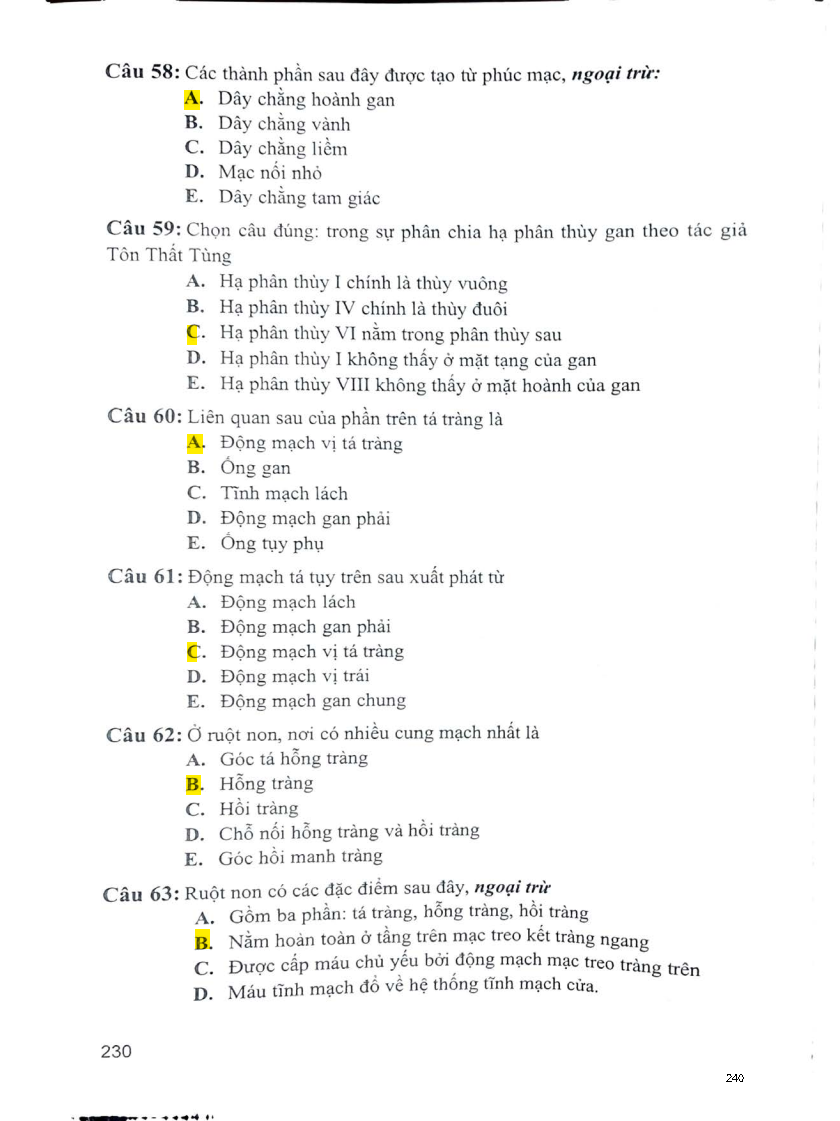 Câu 58: Các thành phần sau đây được tạo từ phúc mạc, ngoại trừ:
A. Dây chằng hoành gan
B. Dây chằng vành
C. Dây chằng liềm
D. Mạc nối nhỏ
E. Dây chằng tam giác
Câu 59: Chọn câu đúng: trong sự phân chia hạ phân thùy gan theo tác giả
Tôn Thất Tùng
A. Hạ phân thùy I chính là thùy vuông
B. Hạ phân thùy IV chính là thùy đuôi
C. Hạ phân thùy VI nằm trong phân thùy sau
D. Hạ phân thùy I không thấy ở mặt tạng của gan
E. Hạ phân thùy VIII không thấy ở mặt hoành của gan
Câu 60: Liên quan sau của phần trên tá tràng là
A. Động mạch vị tá tràng
B. Ống gan
C. Tĩnh mạch lách
D. Động mạch gan phải
E. Ống tụy phụ
Câu 61: Động mạch tá tụy trên sau xuất phát từ
A. Động mạch lách
B. Động mạch gan phải
C. Động mạch vị tá tràng
D. Động mạch vị trái
E. Động mạch gan chung
Câu 62: Ở ruột non, nơi có nhiều cung mạch nhất là
A. Góc tá hỗng tràng
B. Hỗng tràng
C. Hồi tràng
D. Chỗ nối hỗng tràng và hồi tràng
E. Góc hồi manh tràng
Câu 63: Ruột non có các đặc điểm sau đây, ngoại trừ
A. Gồm ba phần: tá tràng, hỗng tràng, hồi tràng
B. Nằm hoàn toàn ở tầng trên mạc treo kết tràng ngang
C. Được cấp máu chủ yếu bởi động mạch mạc treo tràng trên
D. Máu tĩnh mạch đổ về hệ thống tĩnh mạch cửa.
230
240